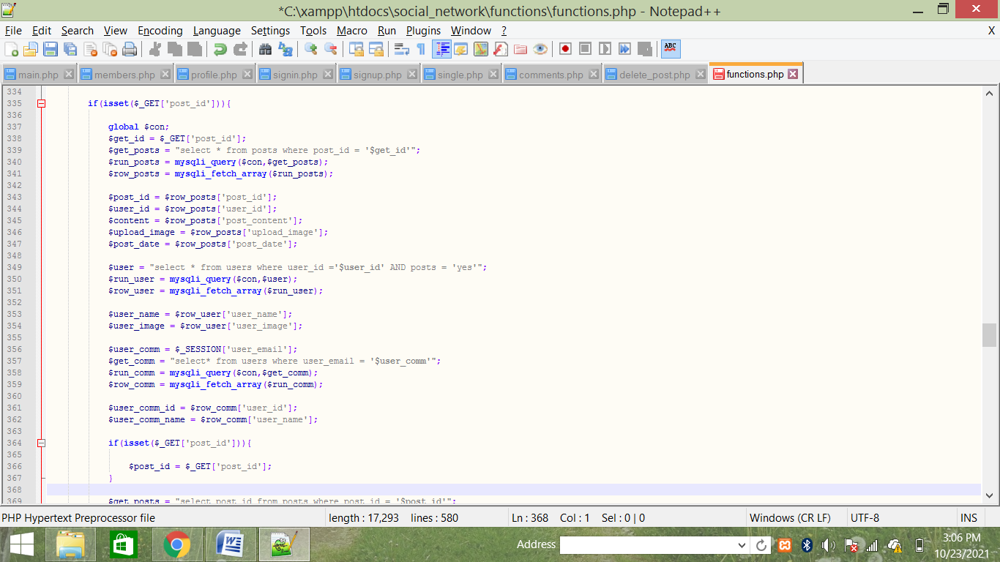 *C:\xampp\htdocs\social_network\functions\functions.php - Notepad++
File Edit Search View Encoding Language Settings Tools Macro Run Plugins Window ? X
ABC
main.php members.php profile.php signin.php signup.php single.php comments.php delete_post.php functions.php
334
335 if(isset($_GET['post_id'])){
336
337 global $con;
338 $get_id = $_GET['post_id'];
339 $get_posts = "select * from posts where post_id = '$get_id'";
340 $run_posts = mysqli_query($con,$get_posts);
341 $row_posts = mysqli_fetch_array($run_posts);
342
343 $post_id = $row_posts['post_id'];
344 $user_id = $row_posts['user_id'];
345 $content = $row_posts['post_content'];
346 $upload_image = $row_posts['upload_image'];
347 $post_date = $row_posts['post_date'];
348
349 $user = "select * from users where user_id ='$user_id' AND posts = 'yes'";
350 $run_user = mysqli_query($con,$user);
351 $row_user = mysqli_fetch_array($run_user);
352
353 $user_name = $row_user['user_name'];
354 $user_image = $row_user['user_image'];
355
356 $user_comm = $_SESSION['user_email'];
357 $get_comm = "select* from users where user_email = '$user_comm'";
358 $run_comm = mysqli_query($con,$get_comm);
359 $row_comm = mysqli_fetch_array($run_comm);
360
361 $user_comm_id = $row_comm['user_id'];
362 $user_comm_name = $row_comm['user_name'];
363
364 if(isset($_GET['post_id'])){
365
366 $post_id = $_GET['post_id'];
367 }
368
369 $get_posts = "select post_id from posts where post_id = '$post_id'";
PHP Hypertext Preprocessor file length : 17,293 lines : 580 Ln : 368 Col : 1 Sel : 0 | 0 Windows (CR LF) UTF-8 INS
Address
3:06 PM
10/23/2021